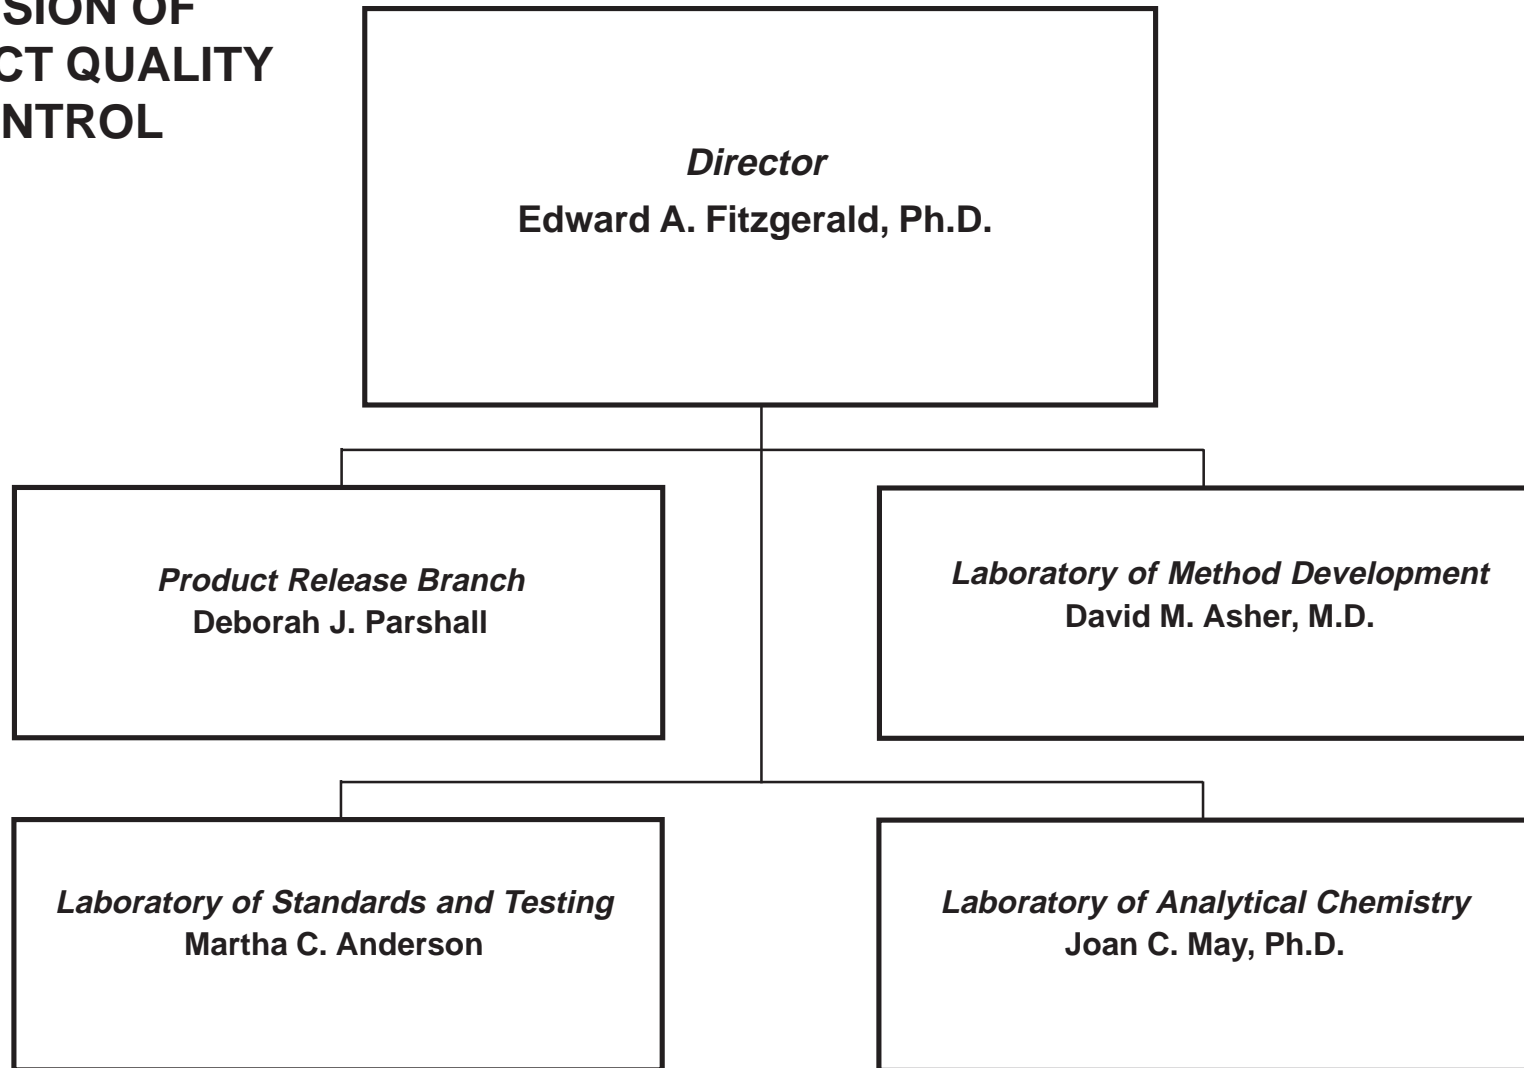 SION OF
CT QUALITY
NTROL
Director
Edward A. Fitzgerald, Ph.D.
Product Release Branch
Deborah J. Parshall
Laboratory of Method Development
David M. Asher, M.D.
Laboratory of Standards and Testing
Martha C. Anderson
Laboratory of Analytical Chemistry
Joan C. May, Ph.D.